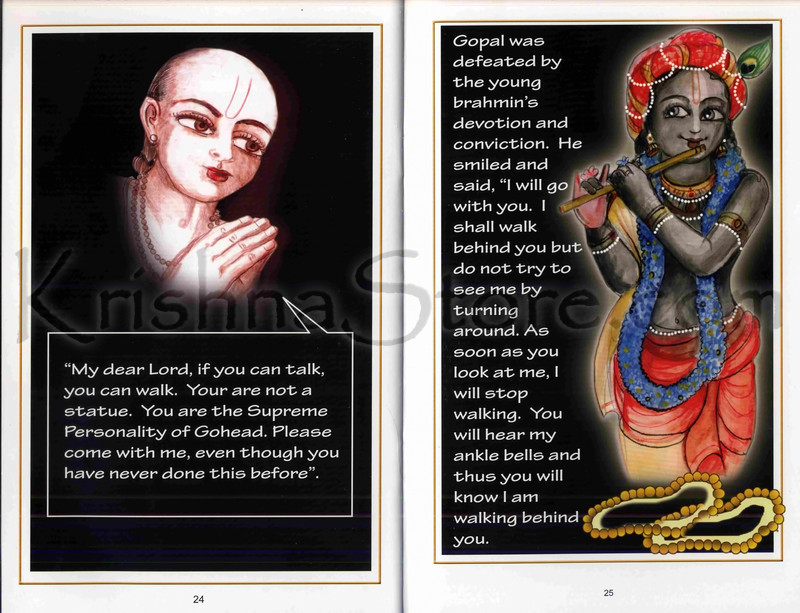 “My dear Lord, if you can talk,
you can walk.  Your are not a
statue.  You are the Supreme
Personality of Gohead. Please
come with me, even though you
have never done this before”.
24
Gopal was
defeated by
the young
brahmin’s
devotion and
conviction.  He
smiled and
said, “I will go
with you.  I
shall walk
behind you but
do not try to
see me by
turning
around. As
soon as you
look at me, I
will stop
walking.  You
will hear my
ankle bells and
thus you will
know I am
walking behind
you.
25
KrishnaStore.com